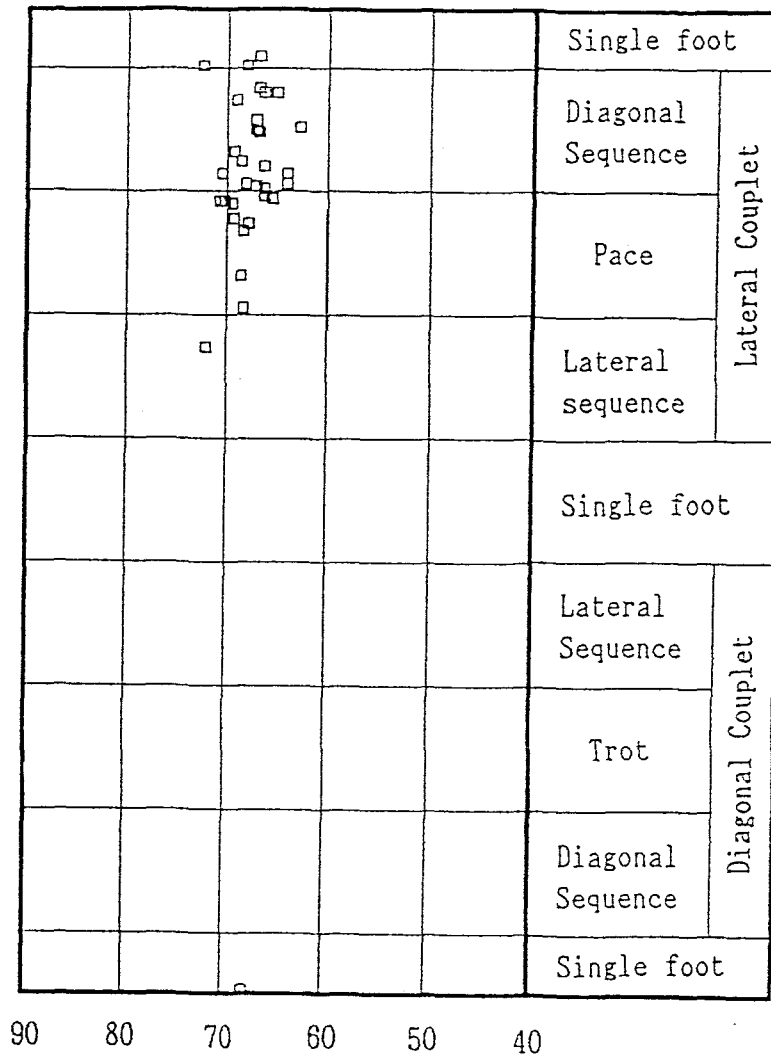 Single foot
Diagonal
Sequence
Pace
Lateral
sequence
Lateral Couplet
Single foot
Lateral
Sequence
Trot
Diagonal
Sequence
Diagonal Couplet
Single foot
90 80 70 60 50 40